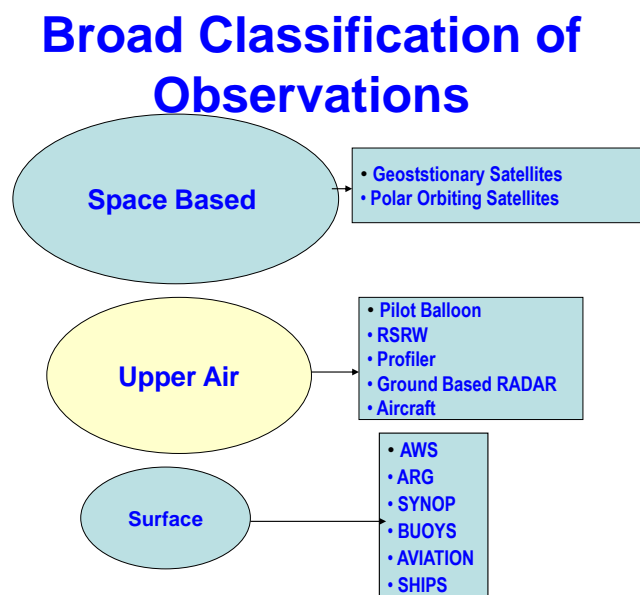 Broad Classification of
Observations
Space Based
• Geoststionary Satellites
• Polar Orbiting Satellites
Upper Air
• Pilot Balloon
• RSRW
• Profiler
• Ground Based RADAR
• Aircraft
Surface
• AWS
• ARG
• SYNOP
• BUOYS
• AVIATION
• SHIPS